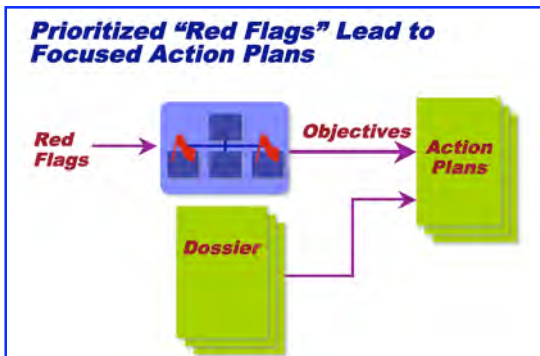 Prioritized “Red Flags” Lead to
Focused Action Plans
Red
Flags
Objectives
Action
Plans
Dossier